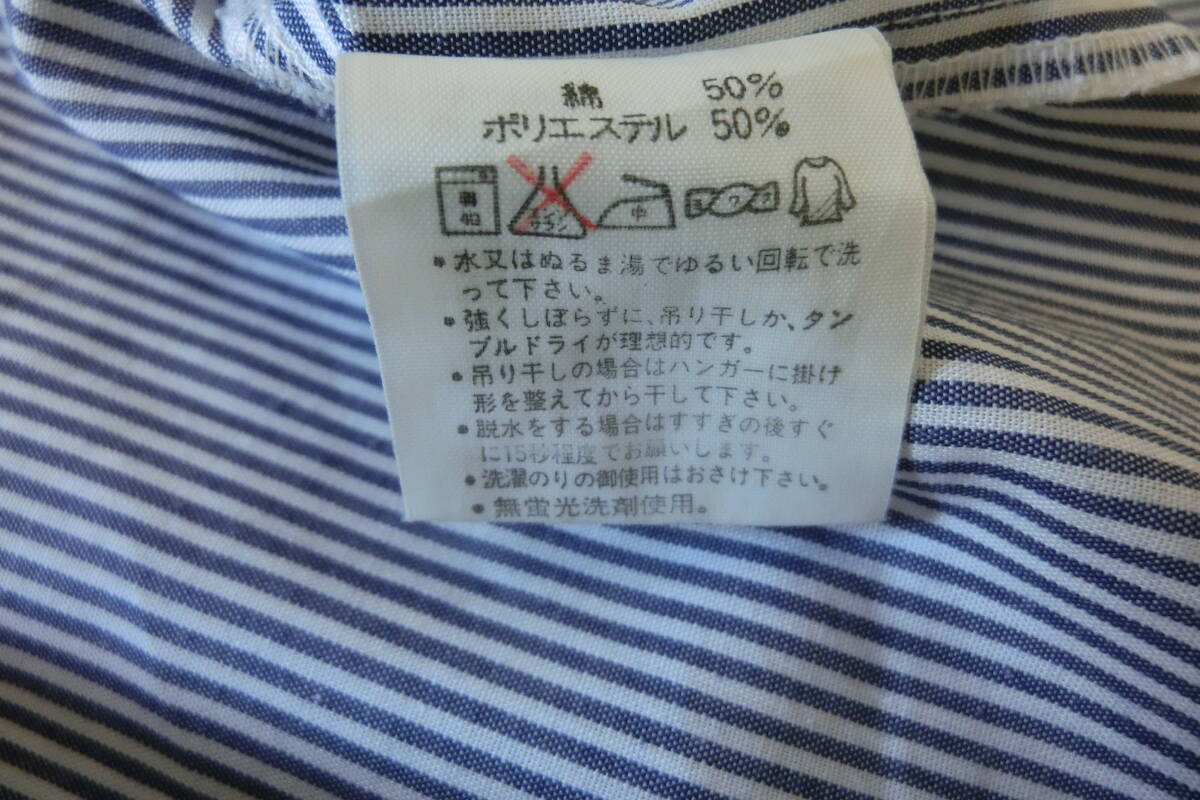 綿 50%
ポリエステル 50%
弱
40
エンソ
サラシ
中
ヨワク
・水又はぬるま湯でゆるい回転で洗
って下さい。
・強くしぼらずに、吊り干しか、タン
ブルドライが理想的です。
・吊り干しの場合はハンガーに掛け
形を整えてから干して下さい。
・脱水をする場合はすすぎの後すぐ
に15秒程度でお願いします。
・洗濯のりの御使用はおさけ下さい。
・無蛍光洗剤使用。